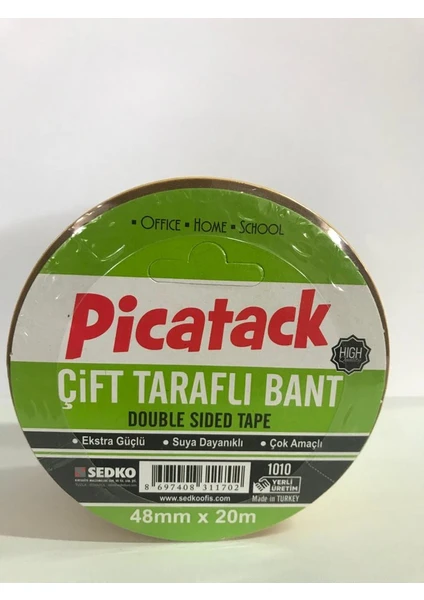 ▪ OFFICE ▪ HOME ▪ SCHOOL
Picatack
HIGH
ÇİFT TARAFLI BANT
DOUBLE SIDED TAPE
• Ekstra Güçlü • Suya Dayanıklı • Çok Amaçlı
SEDKO
8 697408 311702
www.sedkoofis.com
1010
YERLİ
ÜRETİM
Made in TURKEY
48mm x 20m